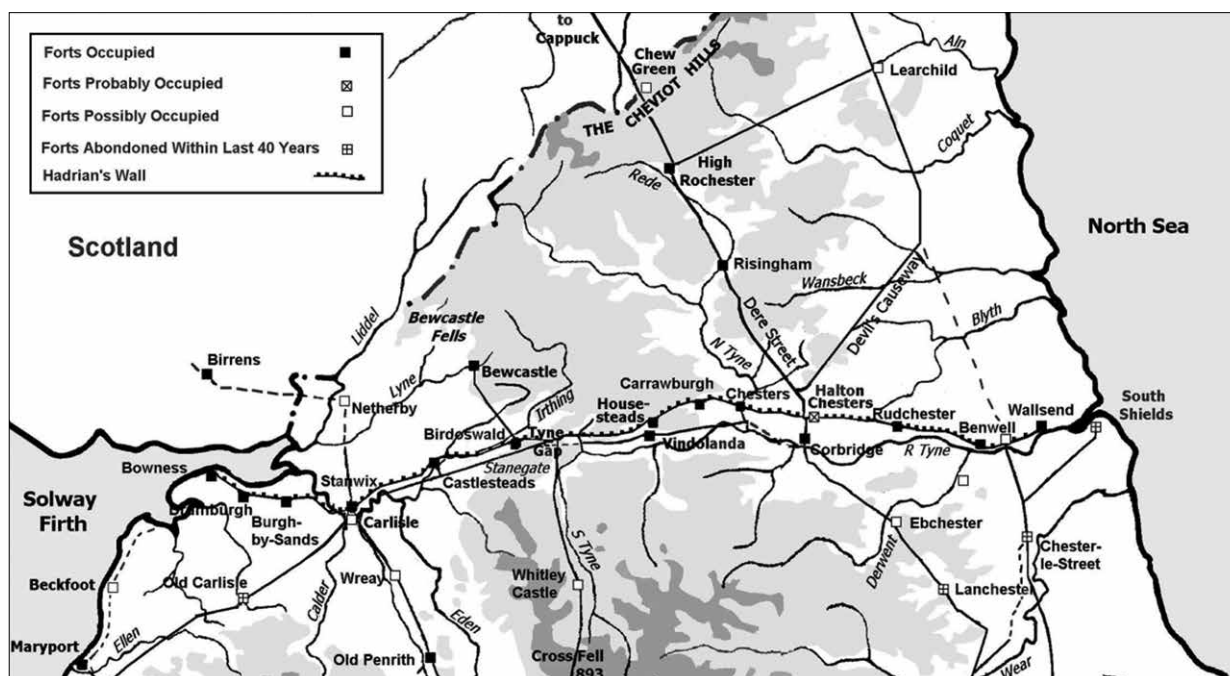 Forts Occupied
Forts Probably Occupied
Forts Possibly Occupied
Forts Abondoned Within Last 40 Years
Hadrian's Wall
to
Cappuck
Chew
Green
THE CHEVIOT HILLS
Aln
Learchild
Coquet
High
Rochester
Rede
Scotland
North Sea
Risingham
Wansbeck
Devil's Causeway
Dere Street
Blyth
Liddel
Bewcastle
Fells
N Tyne
Birrens
Lyne
Bewcastle
Netherby
Irthing
Carrawburgh
Chesters
Halton
Chesters
House-
steads
South
Shields
Rudchester
Wallsend
Benwell
Birdoswald
Tyne
Gap
Vindolanda
Corbridge
R Tyne
Stanegate
Castlesteads
Bowness
Stanwix
Solway
Firth
Drumburgh
Burgh-
by-Sands
Carlisle
Ebchester
S Tyne
Derwent
Chester-
le-Street
Beckfoot
Old Carlisle
Calder
Wreay
Whitley
Castle
Lanchester
Eden
Maryport
Ellen
Old Penrith
Cross Fell
893
Wear